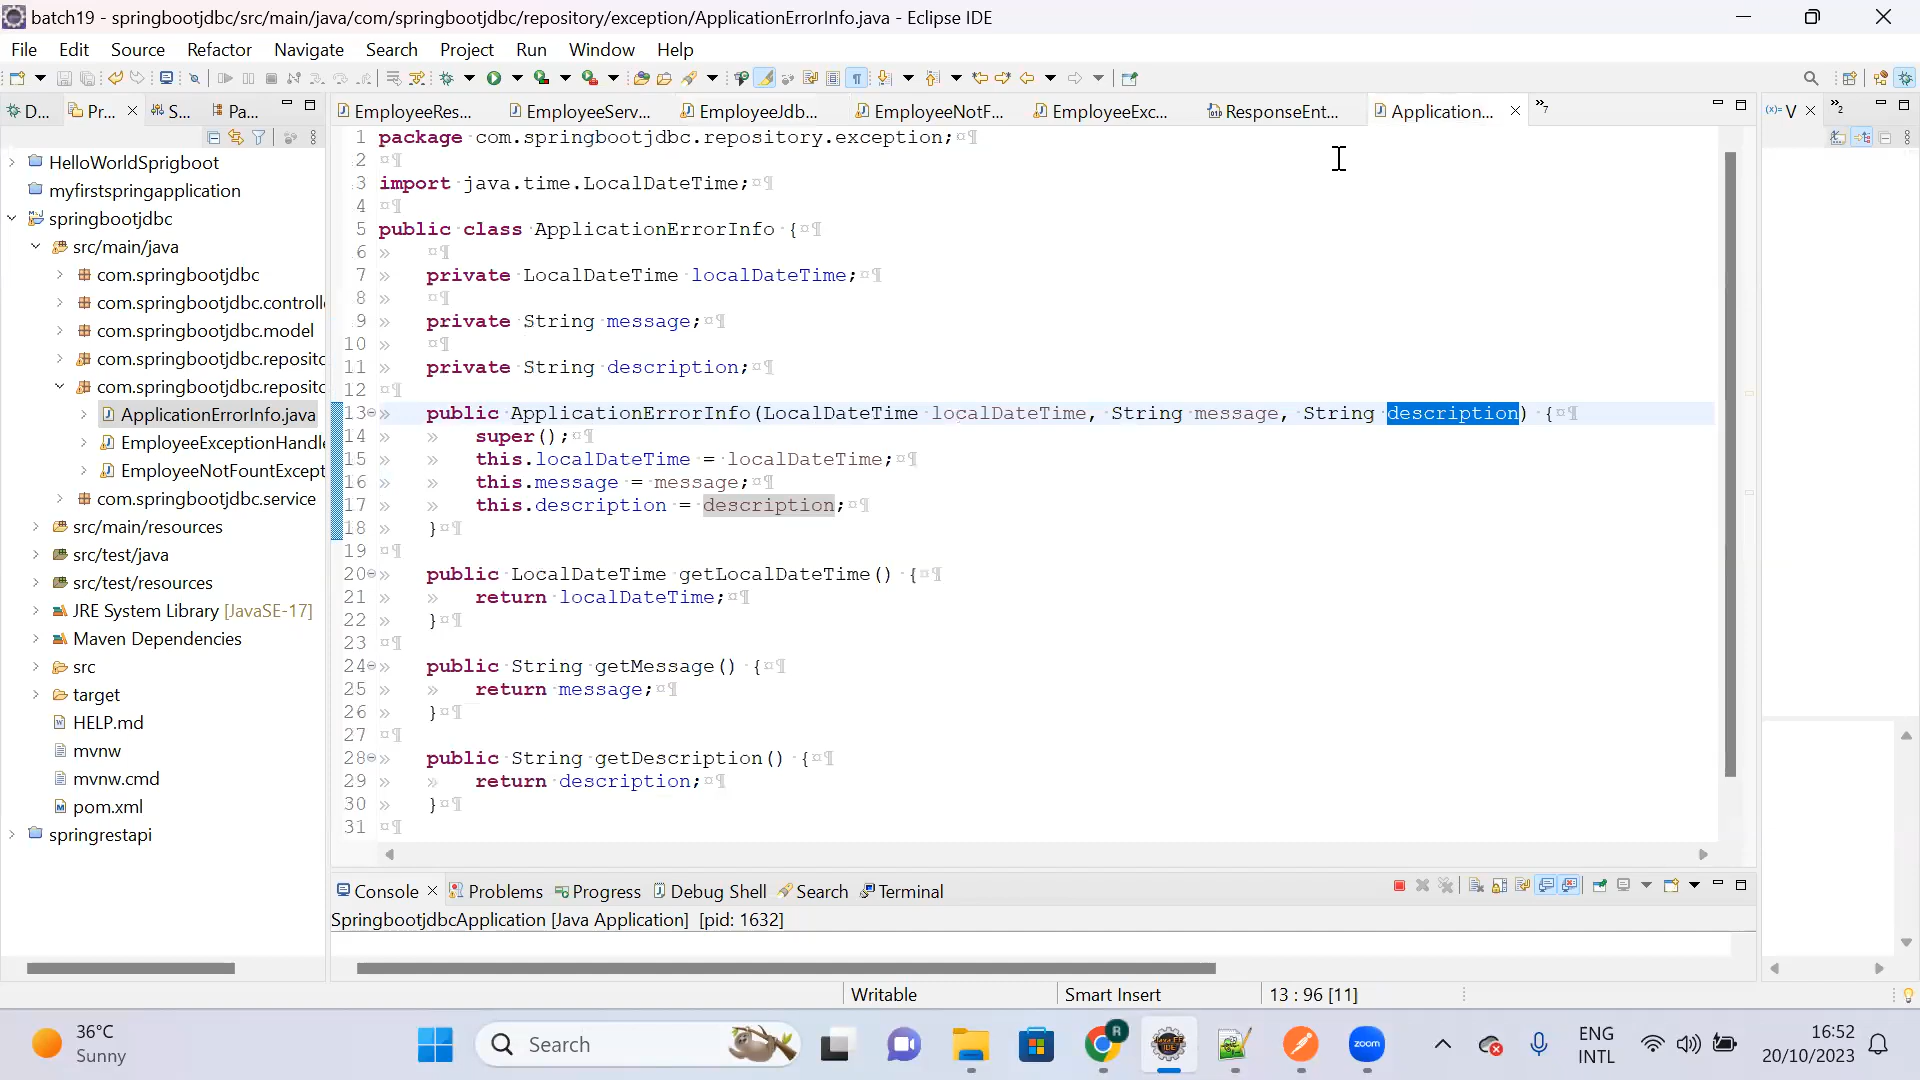 batch19 - springbootjdbc/src/main/java/com/springbootjdbc/repository/exception/ApplicationErrorInfo.java - Eclipse IDE
File Edit Source Refactor Navigate Search Project Run Window Help
D... Pr... S... Pa...
EmployeeRes... EmployeeServ... EmployeeJdb... EmployeeNotF... EmployeeExc... ResponseEnt... Application... »7
(x)= V »2
HelloWorldSprigboot
myfirstspringapplication
springbootjdbc
src/main/java
com.springbootjdbc
com.springbootjdbc.controlle
com.springbootjdbc.model
com.springbootjdbc.reposito
com.springbootjdbc.reposito
ApplicationErrorInfo.java
EmployeeExceptionHandle
EmployeeNotFountExcept
com.springbootjdbc.service
src/main/resources
src/test/java
src/test/resources
JRE System Library [JavaSE-17]
Maven Dependencies
src
target
HELP.md
mvnw
mvnw.cmd
pom.xml
springrestapi
1 package com.springbootjdbc.repository.exception;
2
3 import java.time.LocalDateTime;
4
5 public class ApplicationErrorInfo {
6
7 private LocalDateTime localDateTime;
8
9 private String message;
10
11 private String description;
12
13 public ApplicationErrorInfo(LocalDateTime localDateTime, String message, String description) {
14 super();
15 this.localDateTime = localDateTime;
16 this.message = message;
17 this.description = description;
18 }
19
20 public LocalDateTime getLocalDateTime() {
21 return localDateTime;
22 }
23
24 public String getMessage() {
25 return message;
26 }
27
28 public String getDescription() {
29 return description;
30 }
31
Console Problems Progress Debug Shell Search Terminal
SpringbootjdbcApplication [Java Application] [pid: 1632]
Writable Smart Insert 13 : 96 [11]
36°C
Sunny
Search
R
zoom
ENG
INTL
16:52
20/10/2023